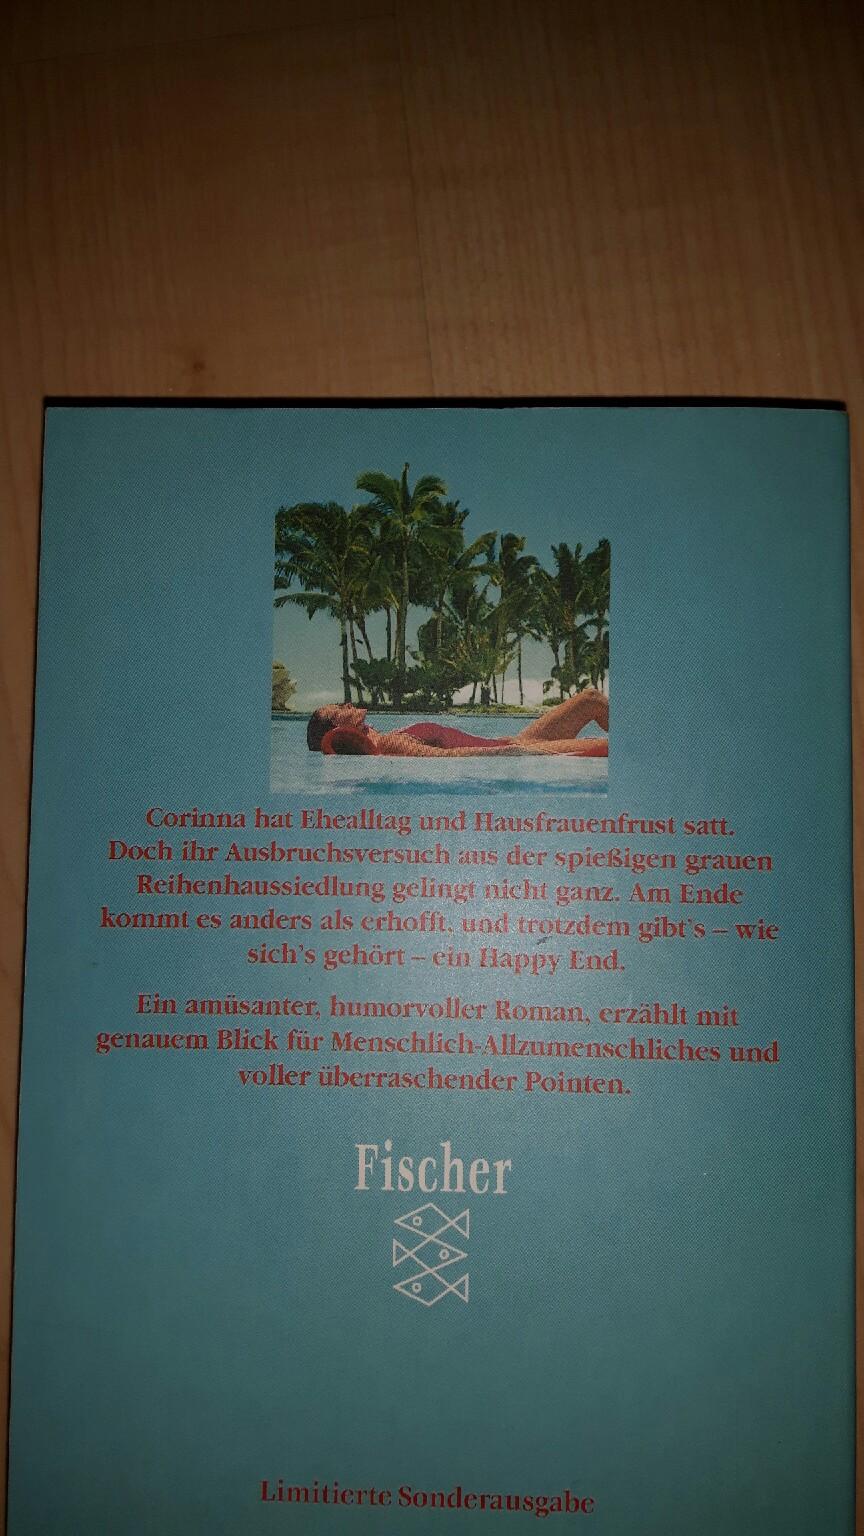 Corinna hat Ehealltag und Hausfrauenfrust satt.
Doch ihr Ausbruchsversuch aus der spießigen grauen
Reihenhaussiedlung gelingt nicht ganz. Am Ende
kommt es anders als erhofft, und trotzdem gibt's – wie
sich's gehört – ein Happy End.
Ein amüsanter, humorvoller Roman, erzählt mit
genauem Blick für Menschlich-Allzumenschliches und
voller überraschender Pointen.
Fischer
Limitierte Sonderausgabe